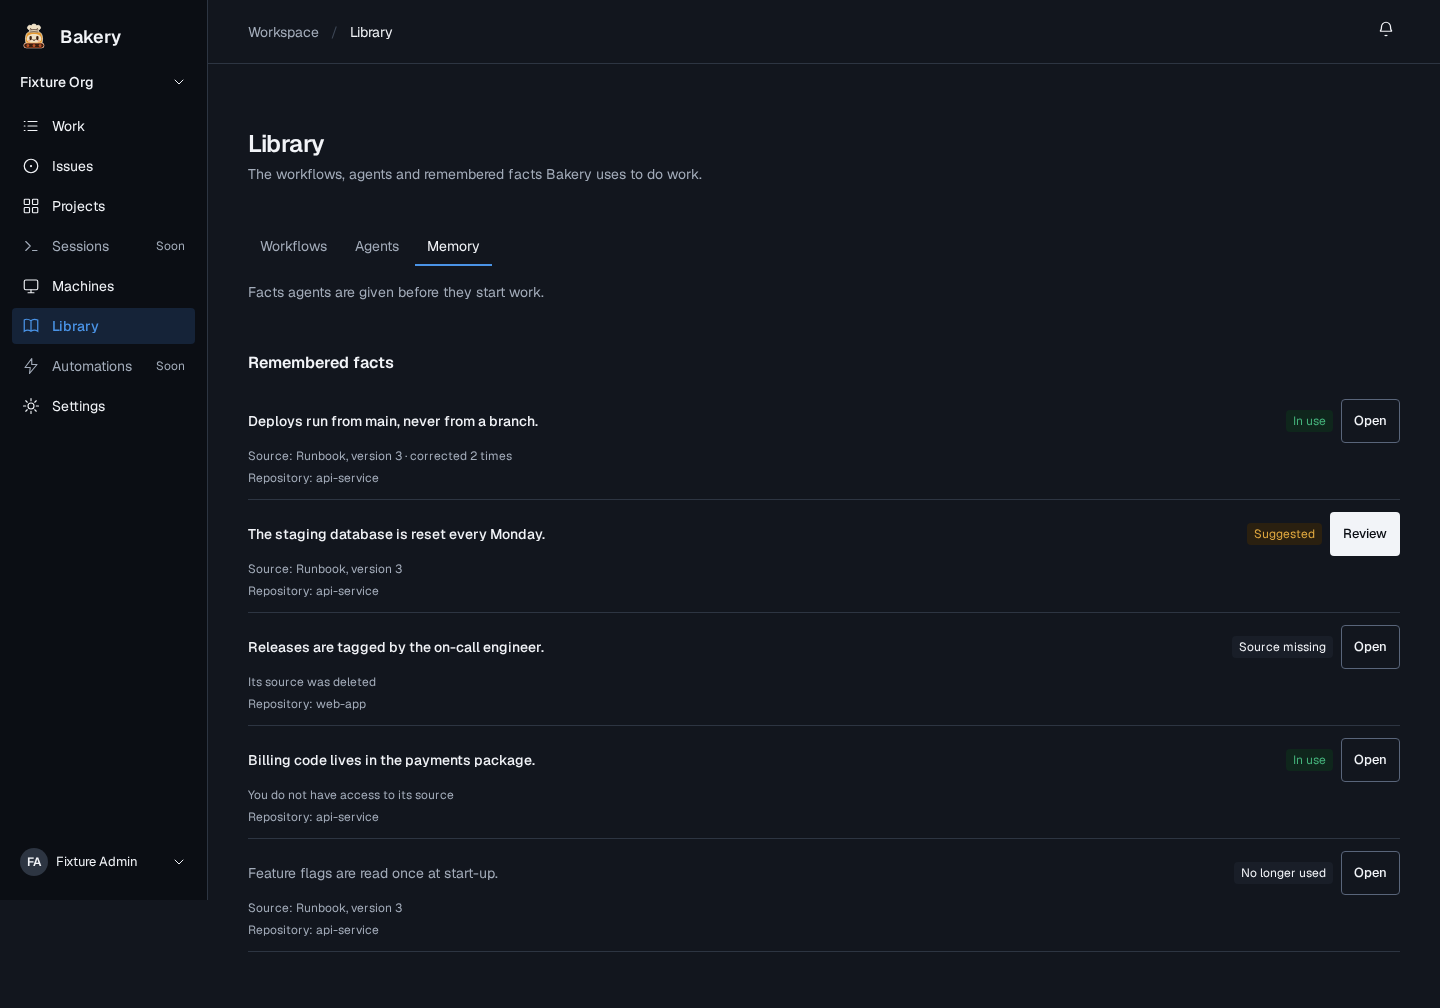 Bakery
Fixture Org
Work
Issues
Projects
Sessions Soon
Machines
Library
Automations Soon
Settings
FA Fixture Admin
Workspace / Library
Library
The workflows, agents and remembered facts Bakery uses to do work.
Workflows Agents Memory
Facts agents are given before they start work.
Remembered facts
Deploys run from main, never from a branch. In use Open
Source: Runbook, version 3 · corrected 2 times
Repository: api-service
The staging database is reset every Monday. Suggested Review
Source: Runbook, version 3
Repository: api-service
Releases are tagged by the on-call engineer. Source missing Open
Its source was deleted
Repository: web-app
Billing code lives in the payments package. In use Open
You do not have access to its source
Repository: api-service
Feature flags are read once at start-up. No longer used Open
Source: Runbook, version 3
Repository: api-service